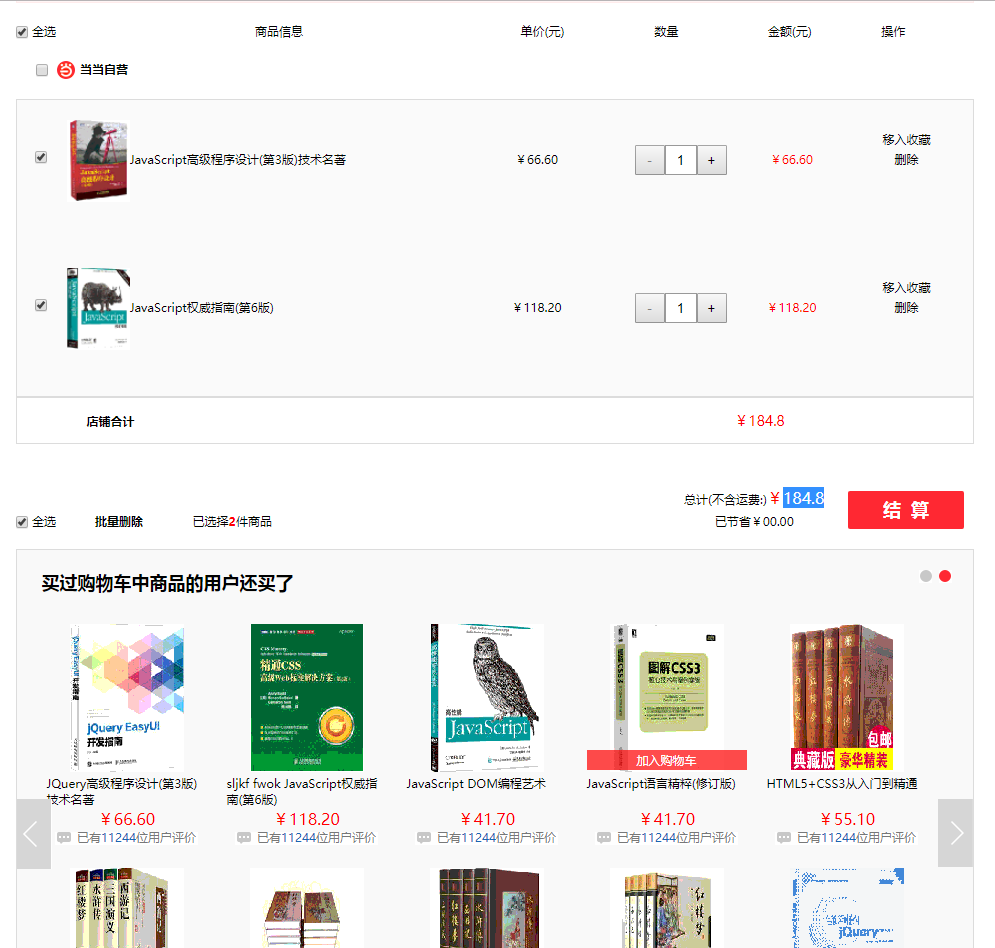 全选 商品信息 单价(元) 数量 金额(元) 操作
当当自营
JavaScript高级程序设计(第3版)技术名著 ¥66.60 - 1 + ¥66.60 移入收藏
删除
JavaScript权威指南(第6版) ¥118.20 - 1 + ¥118.20 移入收藏
删除
JavaScript
店铺合计 ¥184.8
总计(不含运费:) ¥184.8 结 算
全选 批量删除 已选择2件商品 已节省¥00.00
买过购物车中商品的用户还买了
jQuery EasyUI
开发指南
精通CSS
高级Web标准解决方案
高性能
JavaScript
图解CSS3
核心技术与案例实战
加入购物车
包邮
典藏版 豪华精装
JQuery高级程序设计(第3版)
技术名著
sljkf fwok JavaScript权威指
南(第6版)
JavaScript DOM编程艺术
JavaScript语言精粹(修订版)
HTML5+CSS3从入门到精通
¥66.60 ¥118.20 ¥41.70 ¥41.70 ¥55.10
已有11244位用户评价 已有11244位用户评价 已有11244位用户评价 已有11244位用户评价 已有11244位用户评价
红楼梦 水浒传 三国演义 西游记
红楼梦
jQuery